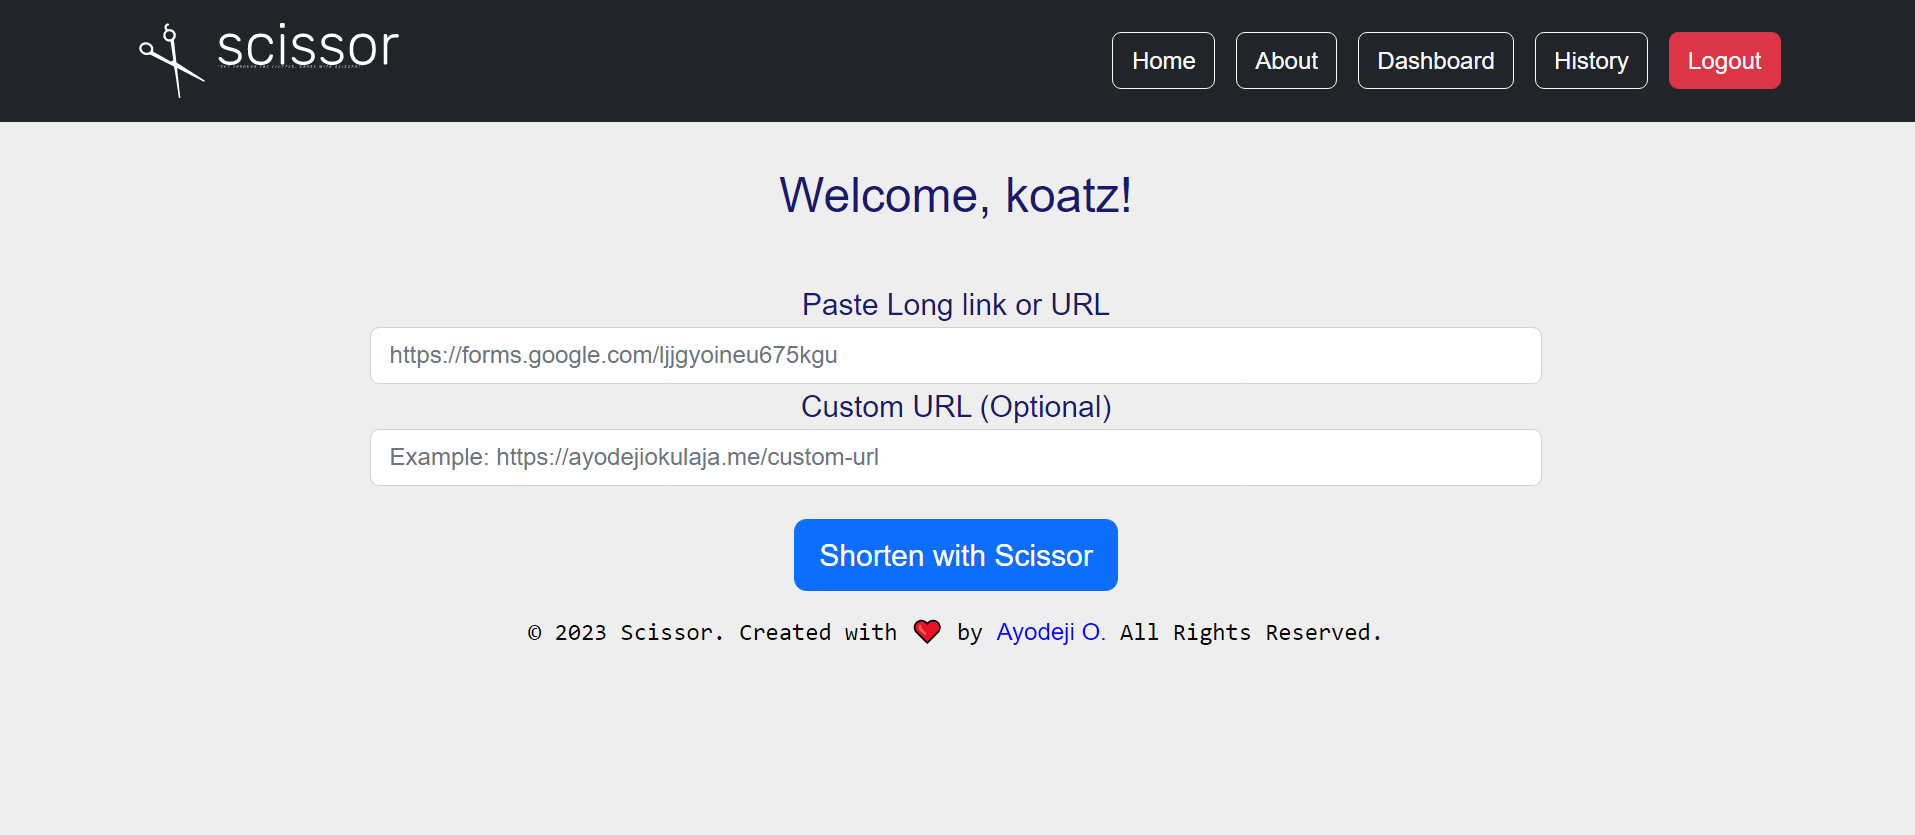 scissor
Home About Dashboard History Logout
Welcome, koatz!
Paste Long link or URL
https://forms.google.com/ljjgyoineu675kgu
Custom URL (Optional)
Example: https://ayodejiokulaja.me/custom-url
Shorten with Scissor
© 2023 Scissor. Created with ❤ by Ayodeji O. All Rights Reserved.